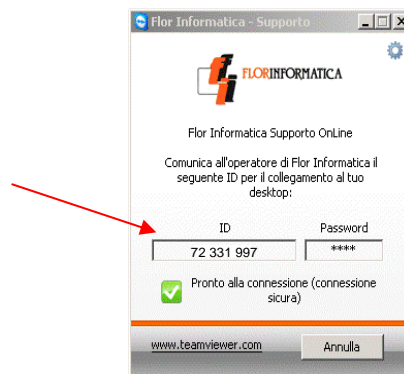 Flor Informatica - Supporto
FLORINFORMATICA
Flor Informatica Supporto OnLine
Comunica all'operatore di Flor Informatica il
seguente ID per il collegamento al tuo
desktop:
ID Password
72 331 997 ****
Pronto alla connessione (connessione
sicura)
www.teamviewer.com Annulla